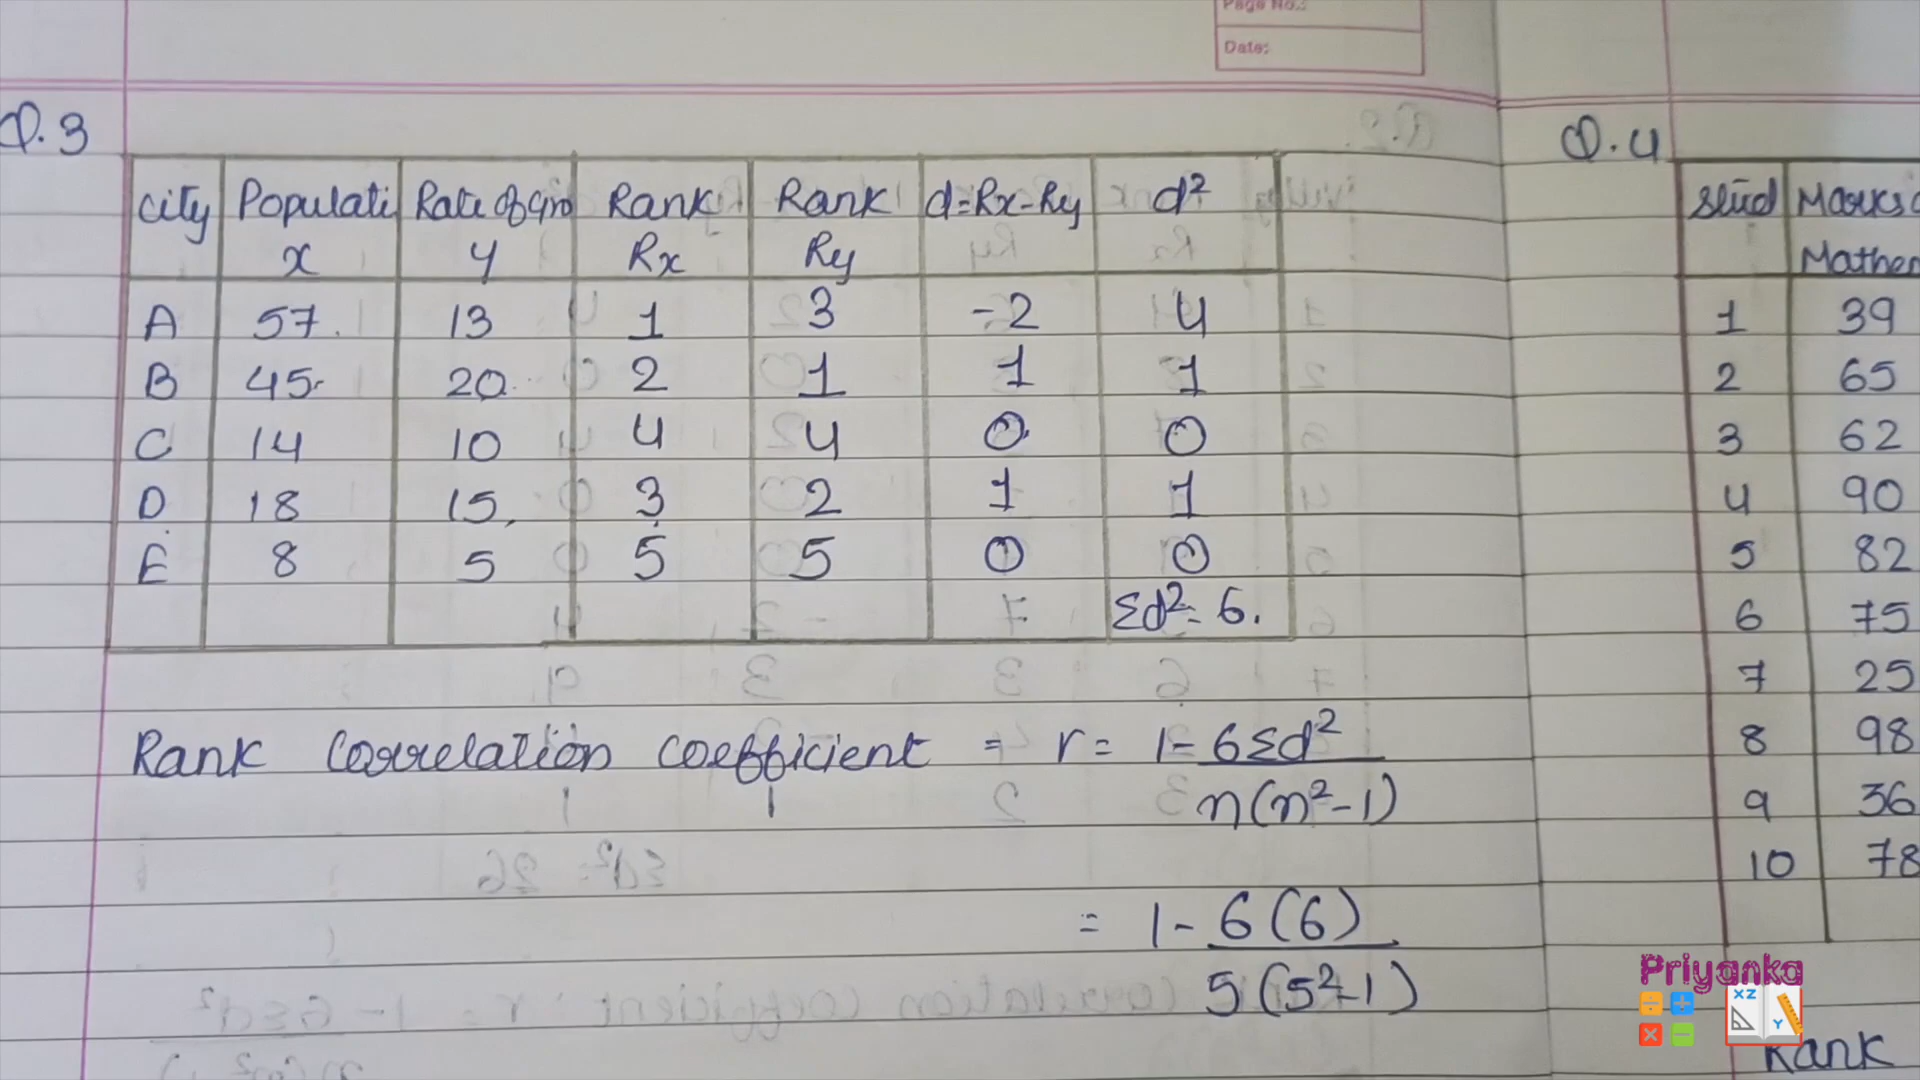 Page No.:
Date:
Q.3
City Populati Rate of gro Rank Rank d=Rx-Ry d²
x y Rx Ry
A 57 13 1 3 -2 4
B 45 20 2 1 1 1
C 14 10 4 4 0 0
D 18 15 3 2 1 1
E 8 5 5 5 0 0
Σd²= 6.
Rank Correlation coefficient = r = 1- 6Σd²
n(n²-1)
= 1- 6(6)
5(5²-1)
Q.4
Stud Marks
Mathem
1 39
2 65
3 62
4 90
5 82
6 75
7 25
8 98
9 36
10 78
Rank
Priyanka
XZ
Y